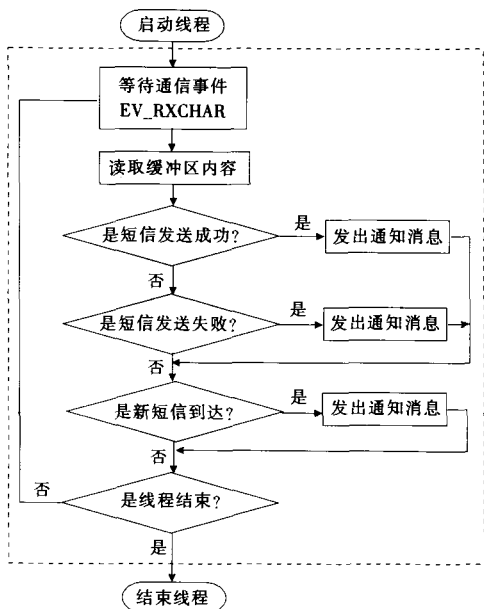 启动线程
等待通信事件
EV_RXCHAR
读取缓冲区内容
是短信发送成功?
是
发出通知消息
否
是短信发送失败?
是
发出通知消息
否
是新短信到达?
是
发出通知消息
否
是线程结束?
否
是
结束线程